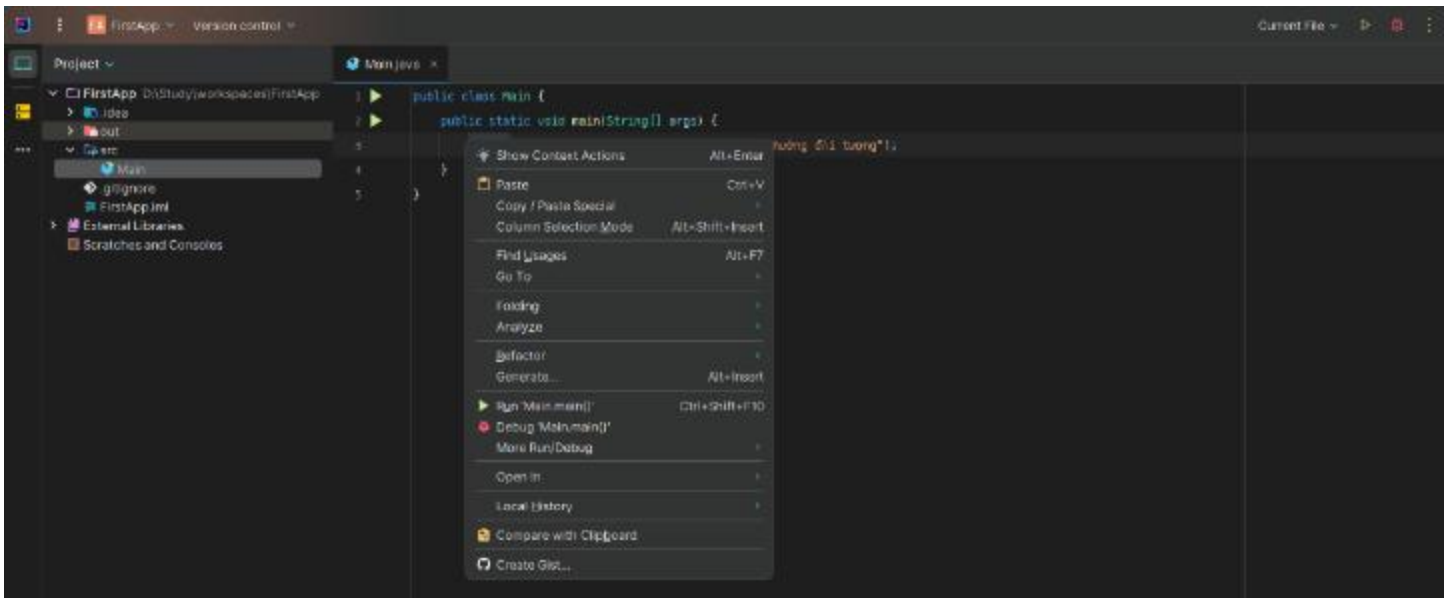 FirstApp Version control Current File
Project
Main.java
FirstApp D:\Study\workspaces\FirstApp
.idea
out
src
Main
.gitignore
FirstApp.iml
External Libraries
Scratches and Consoles
1 public class Main {
2 public static void main(String[] args) {
3 tuong");
4 }
5 }
Show Context Actions Alt+Enter
Paste Ctrl+V
Copy / Paste Special
Column Selection Mode Alt+Shift+Insert
Find Usages Alt+F7
Go To
Folding
Analyze
Refactor
Generate... Alt+Insert
Run 'Main.main()' Ctrl+Shift+F10
Debug 'Main.main()'
More Run/Debug
Open In
Local History
Compare with Clipboard
Create Gist...